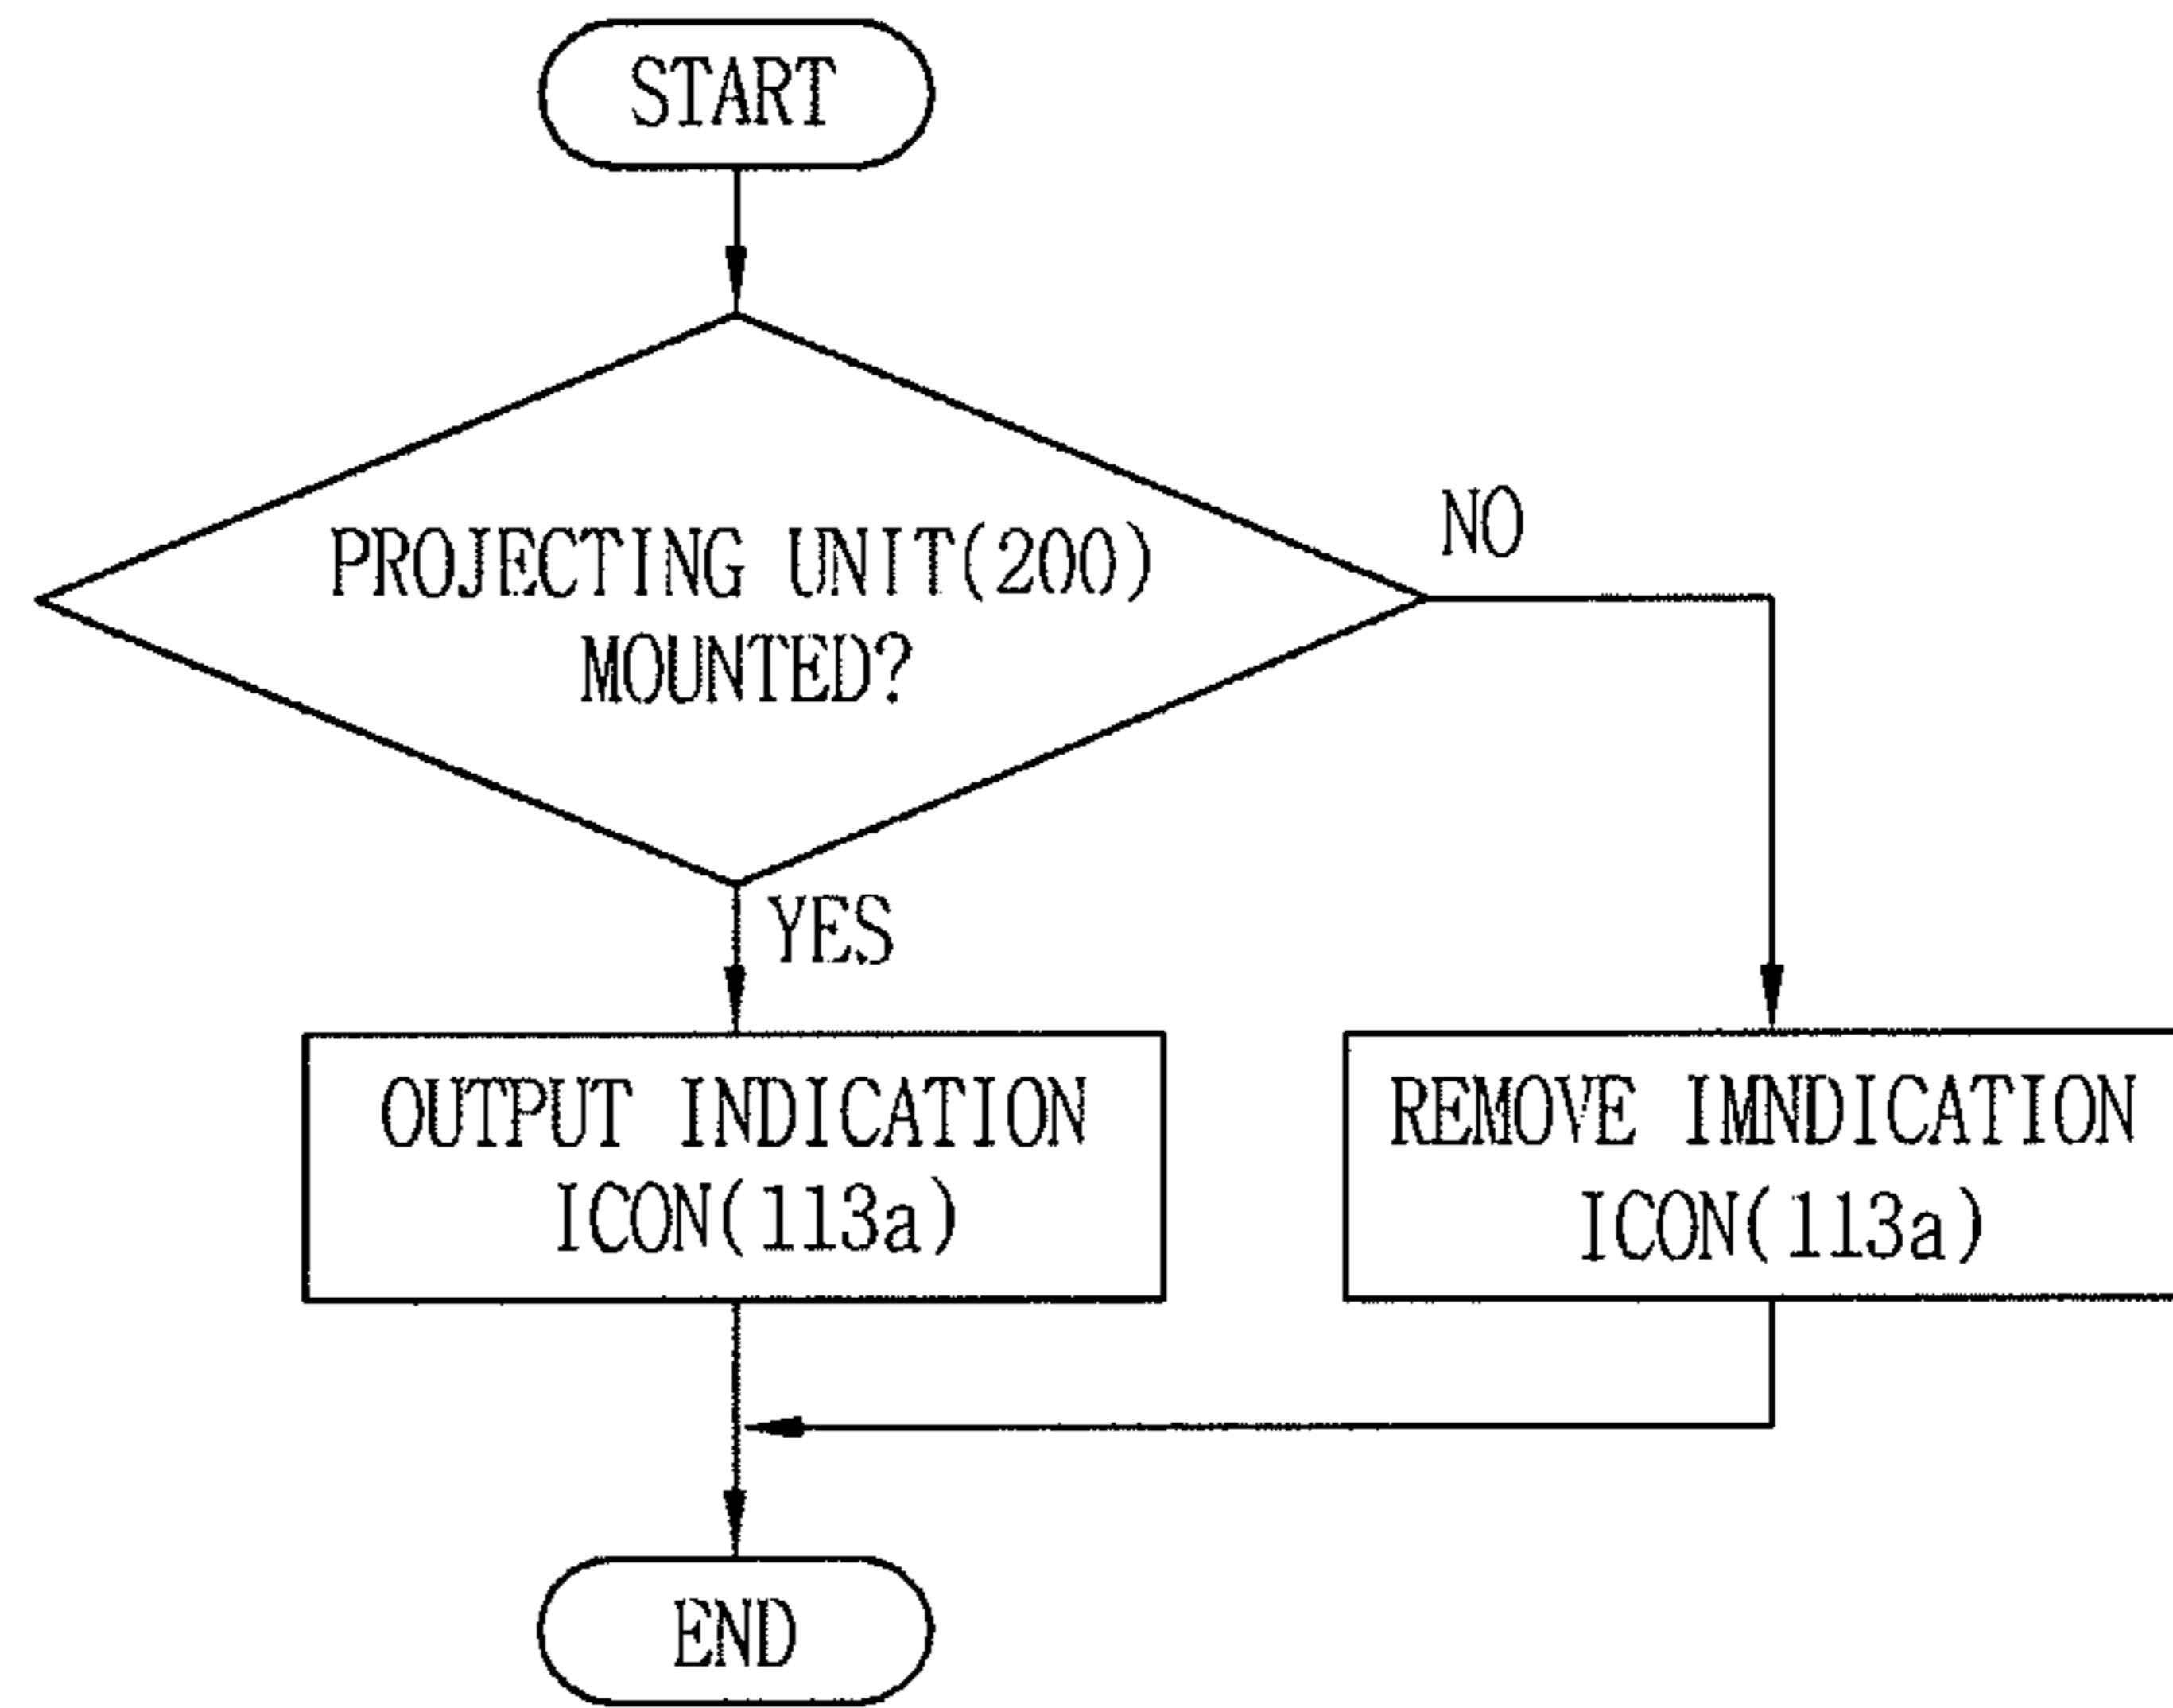 START
PROJECTING UNIT(200)
MOUNTED?
NO
YES
OUTPUT INDICATION
ICON(113a)
REMOVE IMNDICATION
ICON(113a)
END